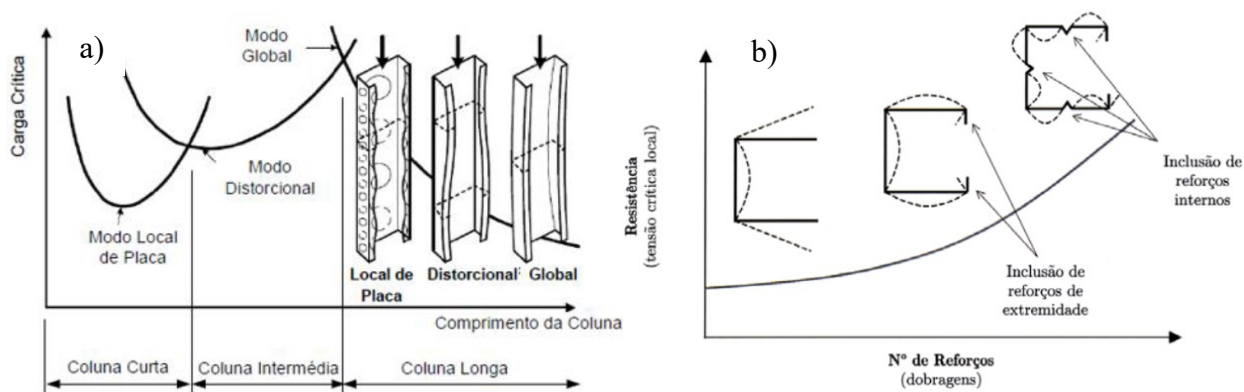 a)
Carga Crítica
Modo
Global
Modo
Distorcional
Modo Local
de Placa
Local de
Placa
Distorcional
Global
Comprimento da Coluna
Coluna Curta
Coluna Intermédia
Coluna Longa
b)
Resistência
(tensão crítica local)
Inclusão de
reforços
internos
Inclusão de
reforços de
extremidade
Nº de Reforços
(dobragens)